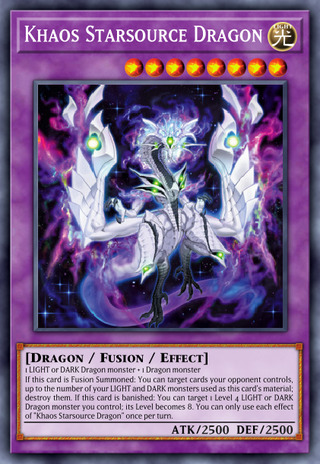 Khaos Starsource Dragon
LIGHT
光
[Dragon / Fusion / Effect]
1 LIGHT or DARK Dragon monster + 1 Dragon monster
If this card is Fusion Summoned: You can target cards your opponent controls,
up to the number of your LIGHT and DARK monsters used as this card's material;
destroy them. If this card is banished: You can target 1 Level 4 LIGHT or DARK
Dragon monster you control; its Level becomes 8. You can only use each effect
of "Khaos Starsource Dragon" once per turn.
ATK/2500 DEF/2500